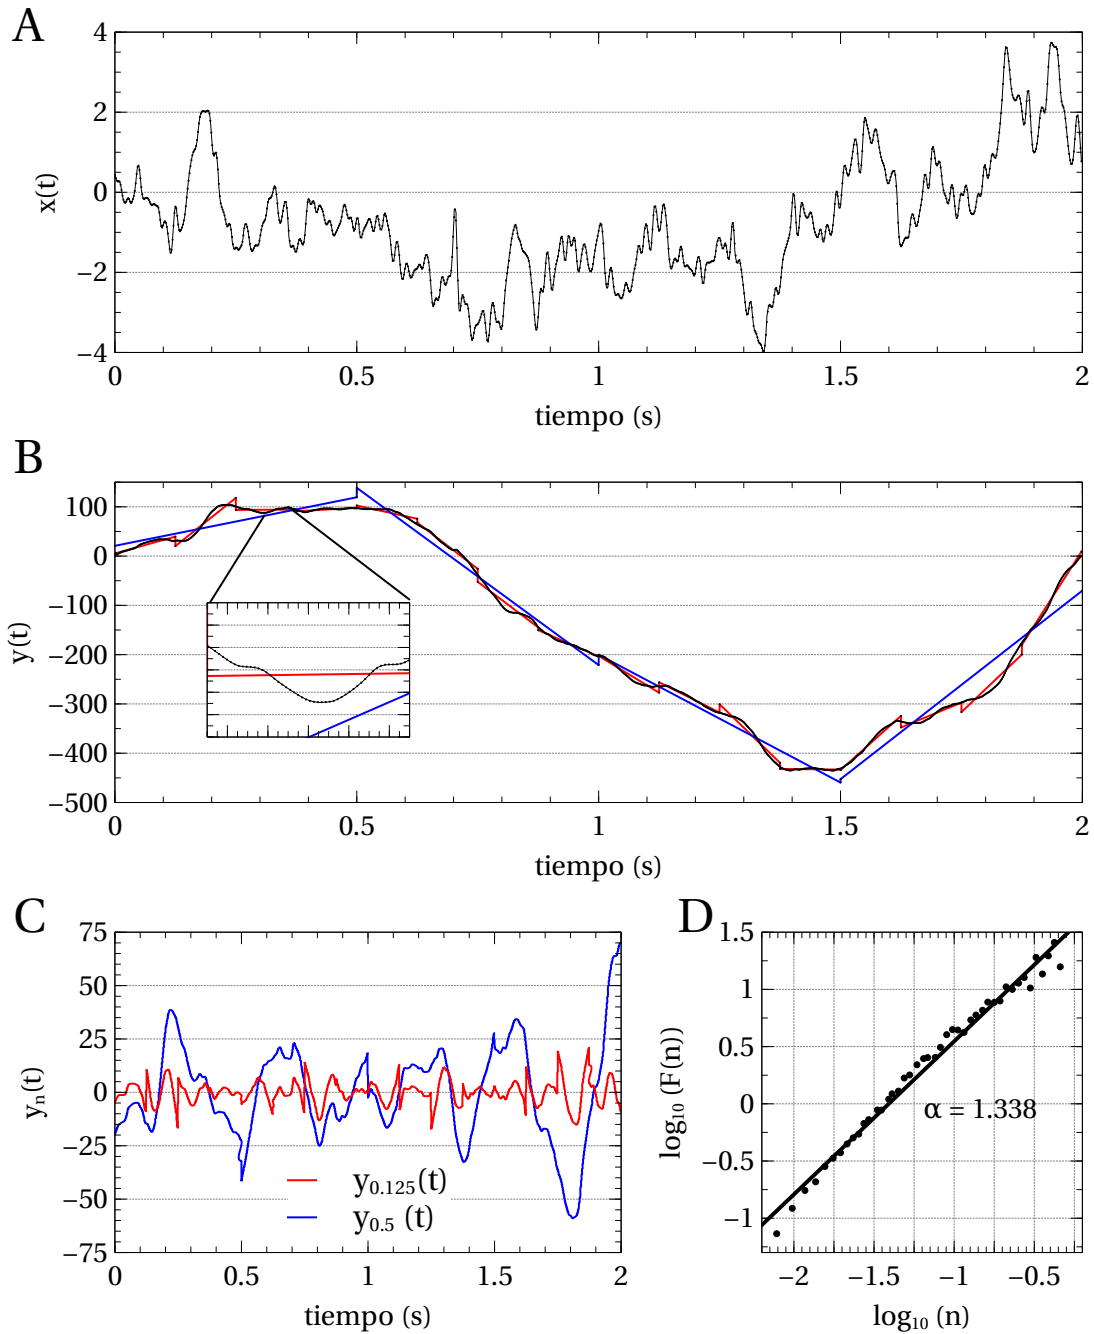 A
x(t)
4
2
0
−2
−4
0 0.5 1 1.5 2
tiempo (s)
B
y(t)
100
0
−100
−200
−300
−400
−500
0 0.5 1 1.5 2
tiempo (s)
C
yn(t)
75
50
25
0
−25
−50
−75
y0.125(t)
y0.5 (t)
0 0.5 1 1.5 2
tiempo (s)
D
log10 (F(n))
1.5
1
0.5
0
−0.5
−1
α = 1.338
−2 −1.5 −1 −0.5
log10 (n)